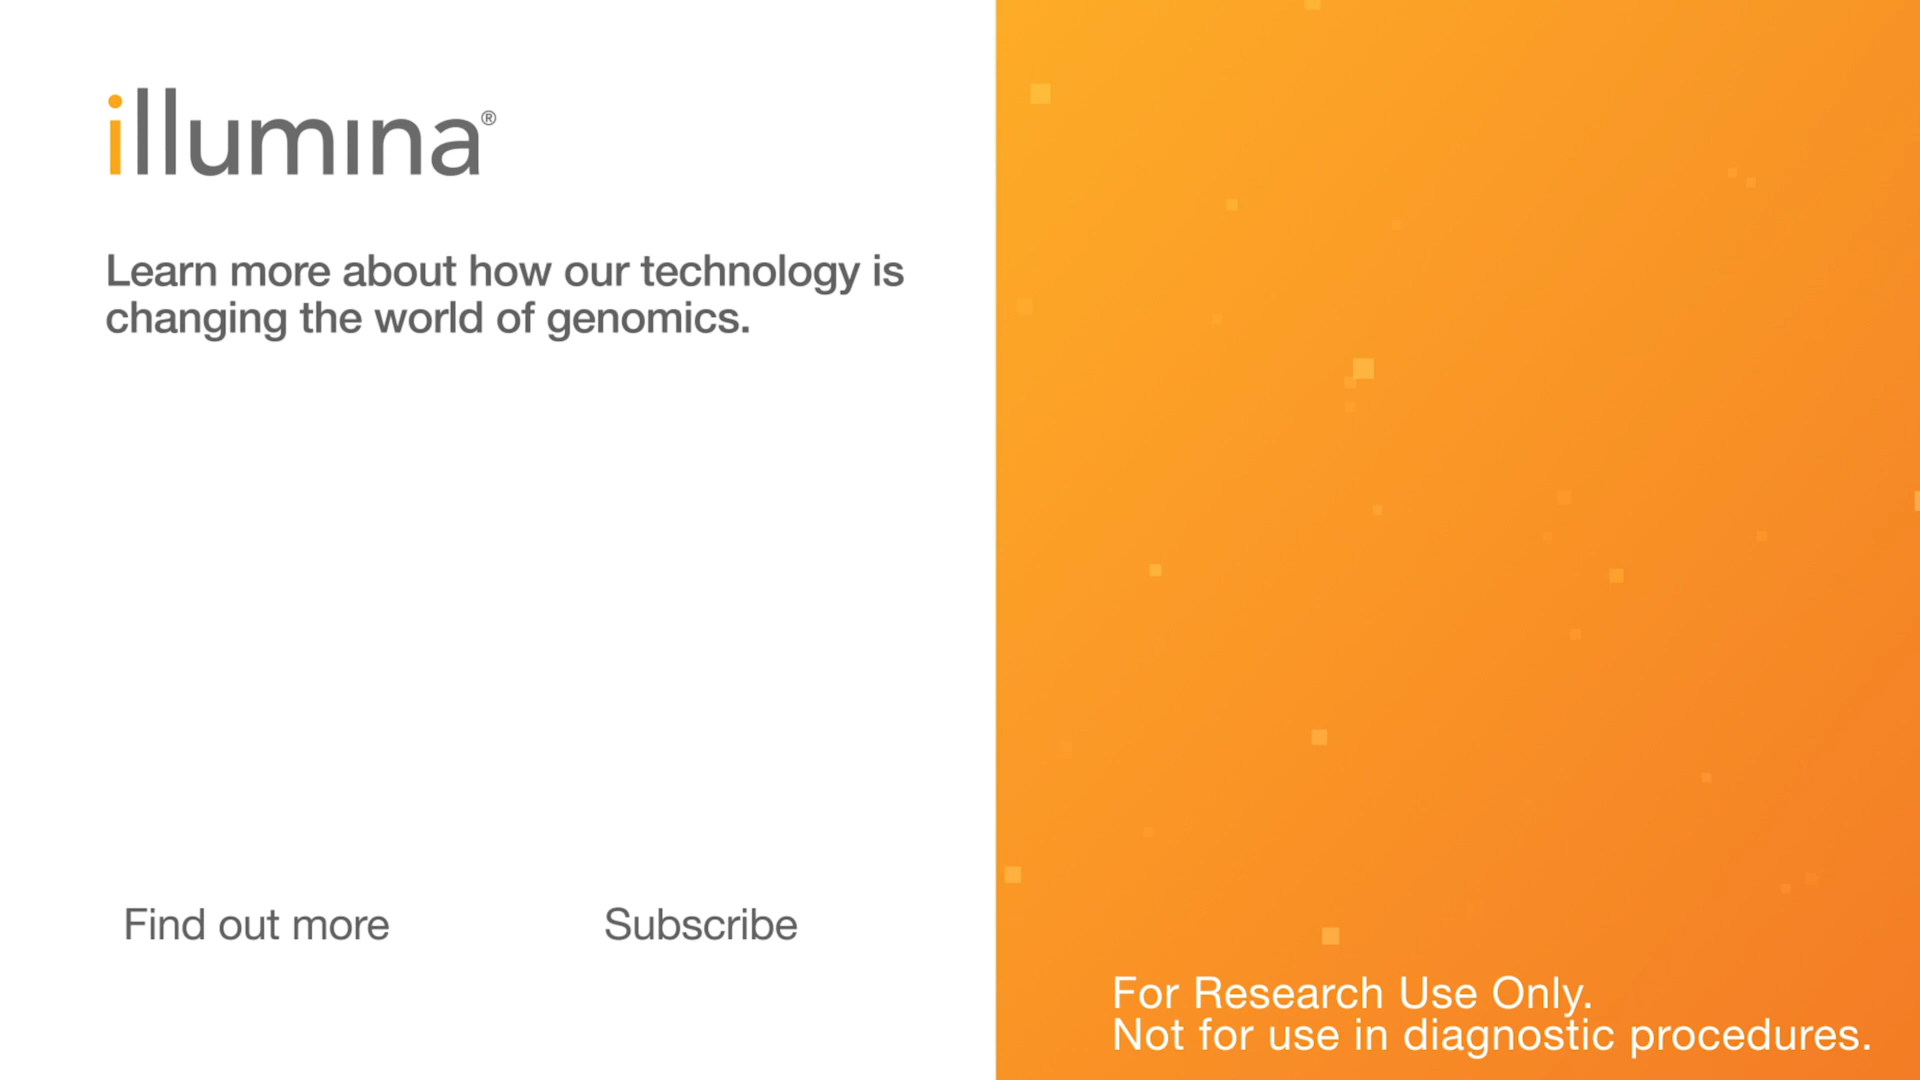 illumina®
Learn more about how our technology is
changing the world of genomics.
Find out more
Subscribe
For Research Use Only.
Not for use in diagnostic procedures.